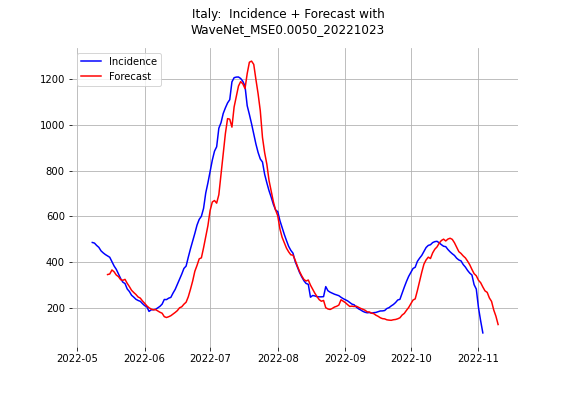 Italy:  Incidence + Forecast with
WaveNet_MSE0.0050_20221023
Incidence
Forecast
1200
1000
800
600
400
200
2022-05 2022-06 2022-07 2022-08 2022-09 2022-10 2022-11